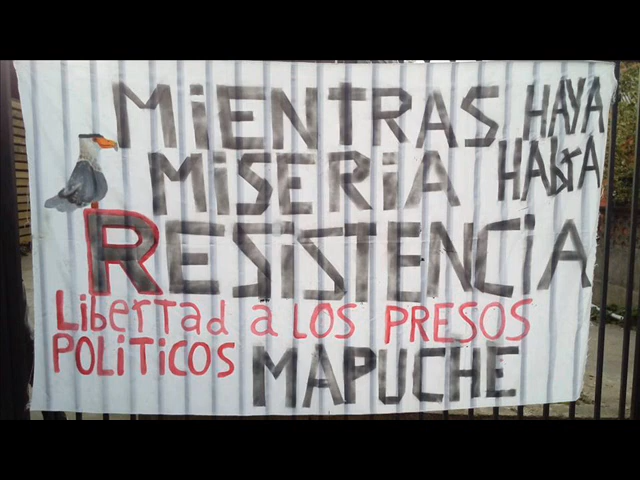 MiENTRAS HAYA
MiSERiA HAbrA
RESiSTENCiA
Libertad a LOS PRESOS
POLiTiCOS MAPUCHE